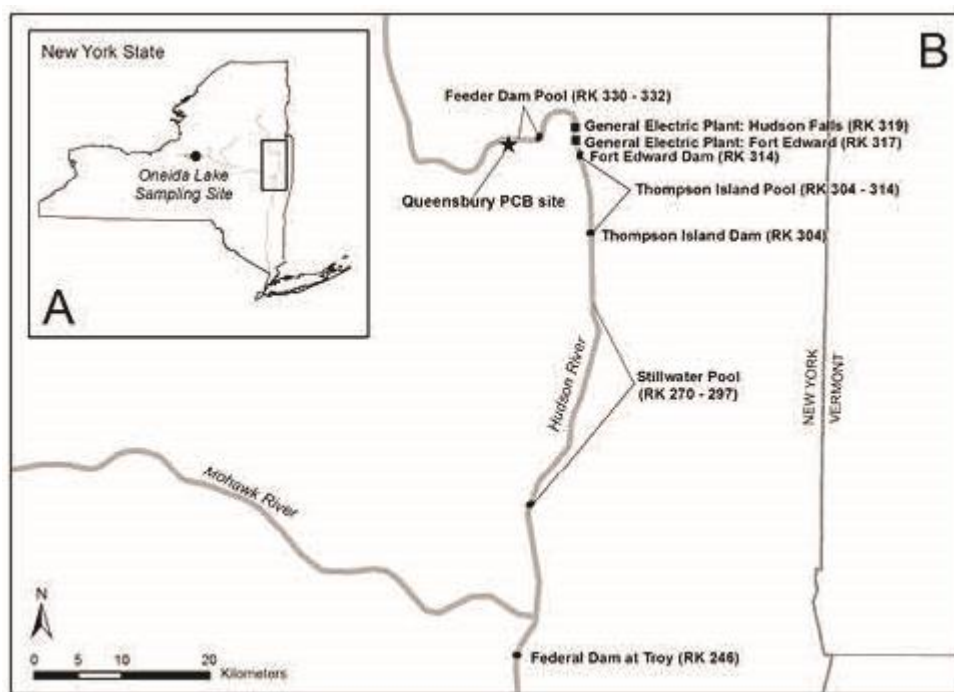 New York State
Oneida Lake
Sampling Site
A
B
Feeder Dam Pool (RK 330 - 332)
General Electric Plant: Hudson Falls (RK 319)
General Electric Plant: Fort Edward (RK 317)
Fort Edward Dam (RK 314)
Queensbury PCB site
Thompson Island Pool (RK 304 - 314)
Thompson Island Dam (RK 304)
Hudson River
Stillwater Pool
(RK 270 - 297)
NEW YORK
VERMONT
Mohawk River
N
0 5 10 20
Kilometers
Federal Dam at Troy (RK 246)